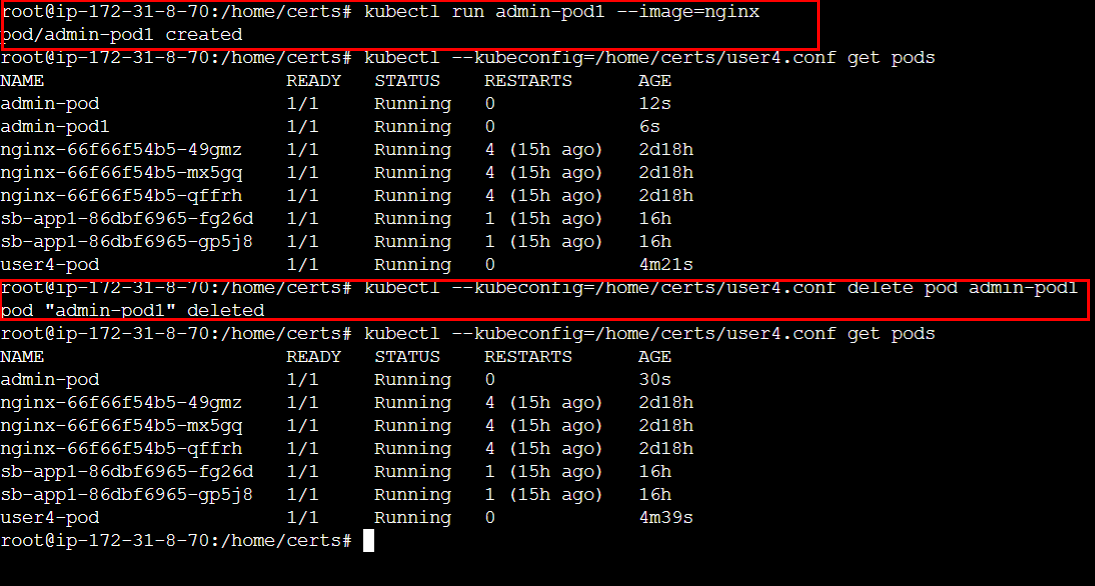 root@ip-172-31-8-70:/home/certs# kubectl run admin-pod1 --image=nginx
pod/admin-pod1 created
root@ip-172-31-8-70:/home/certs# kubectl --kubeconfig=/home/certs/user4.conf get pods
NAME READY STATUS RESTARTS AGE
admin-pod 1/1 Running 0 12s
admin-pod1 1/1 Running 0 6s
nginx-66f66f54b5-49gmz 1/1 Running 4 (15h ago) 2d18h
nginx-66f66f54b5-mx5gq 1/1 Running 4 (15h ago) 2d18h
nginx-66f66f54b5-qffrh 1/1 Running 4 (15h ago) 2d18h
sb-app1-86dbf6965-fg26d 1/1 Running 1 (15h ago) 16h
sb-app1-86dbf6965-gp5j8 1/1 Running 1 (15h ago) 16h
user4-pod 1/1 Running 0 4m21s
root@ip-172-31-8-70:/home/certs# kubectl --kubeconfig=/home/certs/user4.conf delete pod admin-pod1
pod "admin-pod1" deleted
root@ip-172-31-8-70:/home/certs# kubectl --kubeconfig=/home/certs/user4.conf get pods
NAME READY STATUS RESTARTS AGE
admin-pod 1/1 Running 0 30s
nginx-66f66f54b5-49gmz 1/1 Running 4 (15h ago) 2d18h
nginx-66f66f54b5-mx5gq 1/1 Running 4 (15h ago) 2d18h
nginx-66f66f54b5-qffrh 1/1 Running 4 (15h ago) 2d18h
sb-app1-86dbf6965-fg26d 1/1 Running 1 (15h ago) 16h
sb-app1-86dbf6965-gp5j8 1/1 Running 1 (15h ago) 16h
user4-pod 1/1 Running 0 4m39s
root@ip-172-31-8-70:/home/certs#